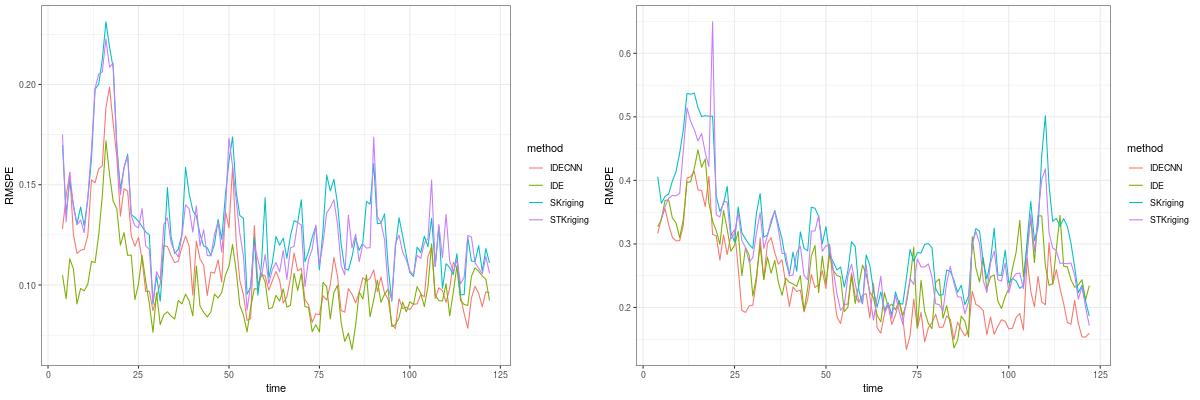 RMSPE
0.20
0.15
0.10
0
25
50
75
100
125
time
method
IDECNN
IDE
SKriging
STKriging
RMSPE
0.6
0.5
0.4
0.3
0.2
0
25
50
75
100
125
time
method
IDECNN
IDE
SKriging
STKriging